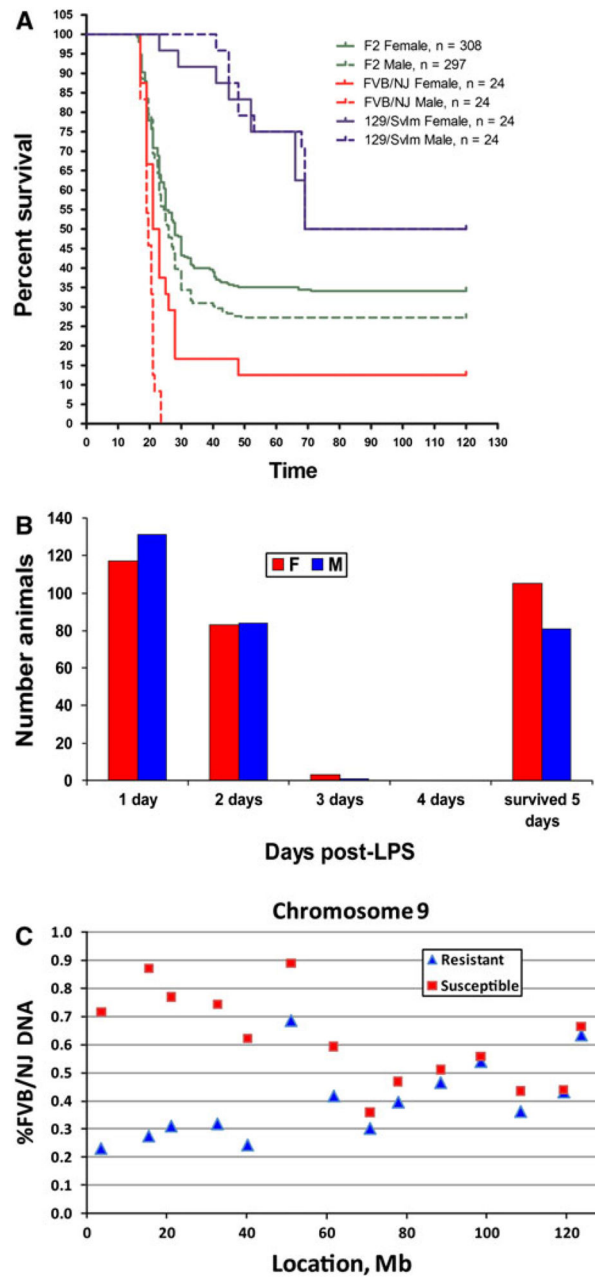 A
Percent survival
105
100
95
90
85
80
75
70
65
60
55
50
45
40
35
30
25
20
15
10
5
0
F2 Female, n = 308
F2 Male, n = 297
FVB/NJ Female, n = 24
FVB/NJ Male, n = 24
129/SvIm Female, n = 24
129/SvIm Male, n = 24
0 10 20 30 40 50 60 70 80 90 100 110 120 130
Time
B
Number animals
140
120
100
80
60
40
20
0
F M
1 day 2 days 3 days 4 days survived 5
days
Days post-LPS
Chromosome 9
C
%FVB/NJ DNA
1.0
0.9
0.8
0.7
0.6
0.5
0.4
0.3
0.2
0.1
0.0
Resistant
Susceptible
0 20 40 60 80 100 120
Location, Mb